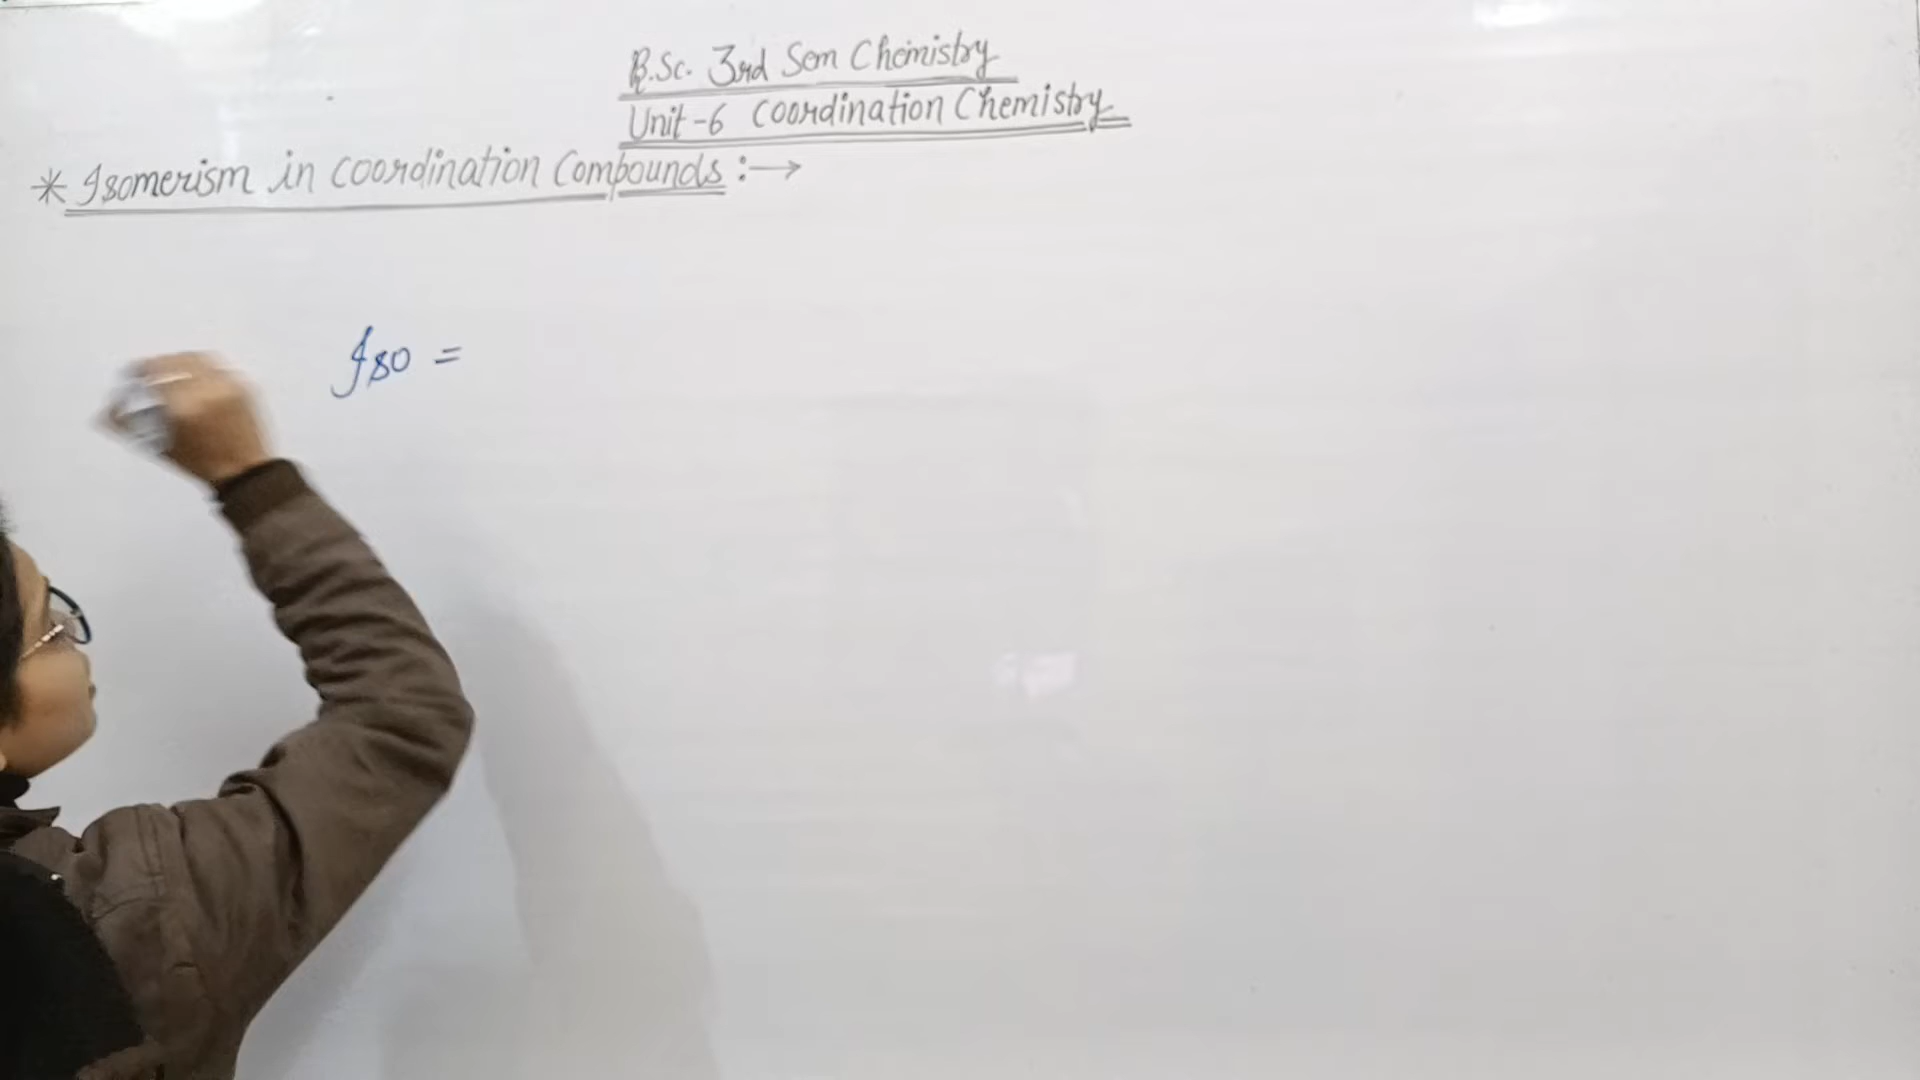 B.Sc. 3rd Sem Chemistry
Unit-6 Coordination Chemistry
* Isomerism in Coordination Compounds :→
Iso =